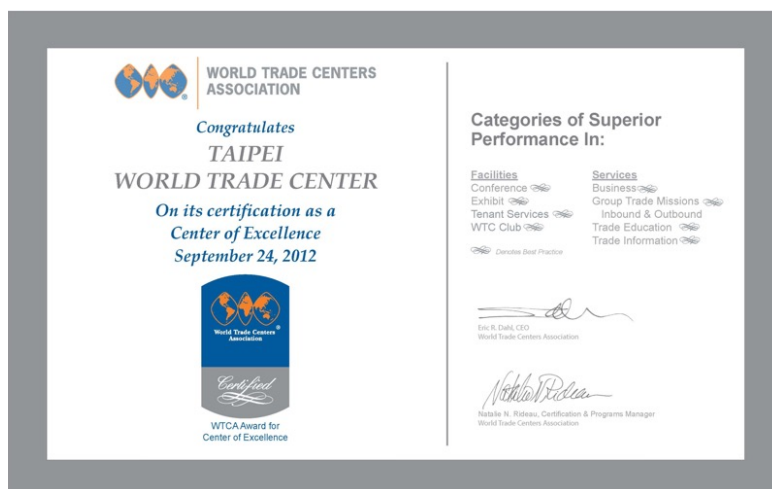 WORLD TRADE CENTERS
ASSOCIATION
Congratulates
TAIPEI
WORLD TRADE CENTER
On its certification as a
Center of Excellence
September 24, 2012
World Trade Centers
Association
Certified
WTCA Award for
Center of Excellence
Categories of Superior
Performance In:
Facilities
Conference
Exhibit
Tenant Services
WTC Club
Services
Business
Group Trade Missions
Inbound & Outbound
Trade Education
Trade Information
Denotes Best Practice
Eric R. Dahl, CEO
World Trade Centers Association
Natalie N. Rideau
Natalie N. Rideau, Certification & Programs Manager
World Trade Centers Association